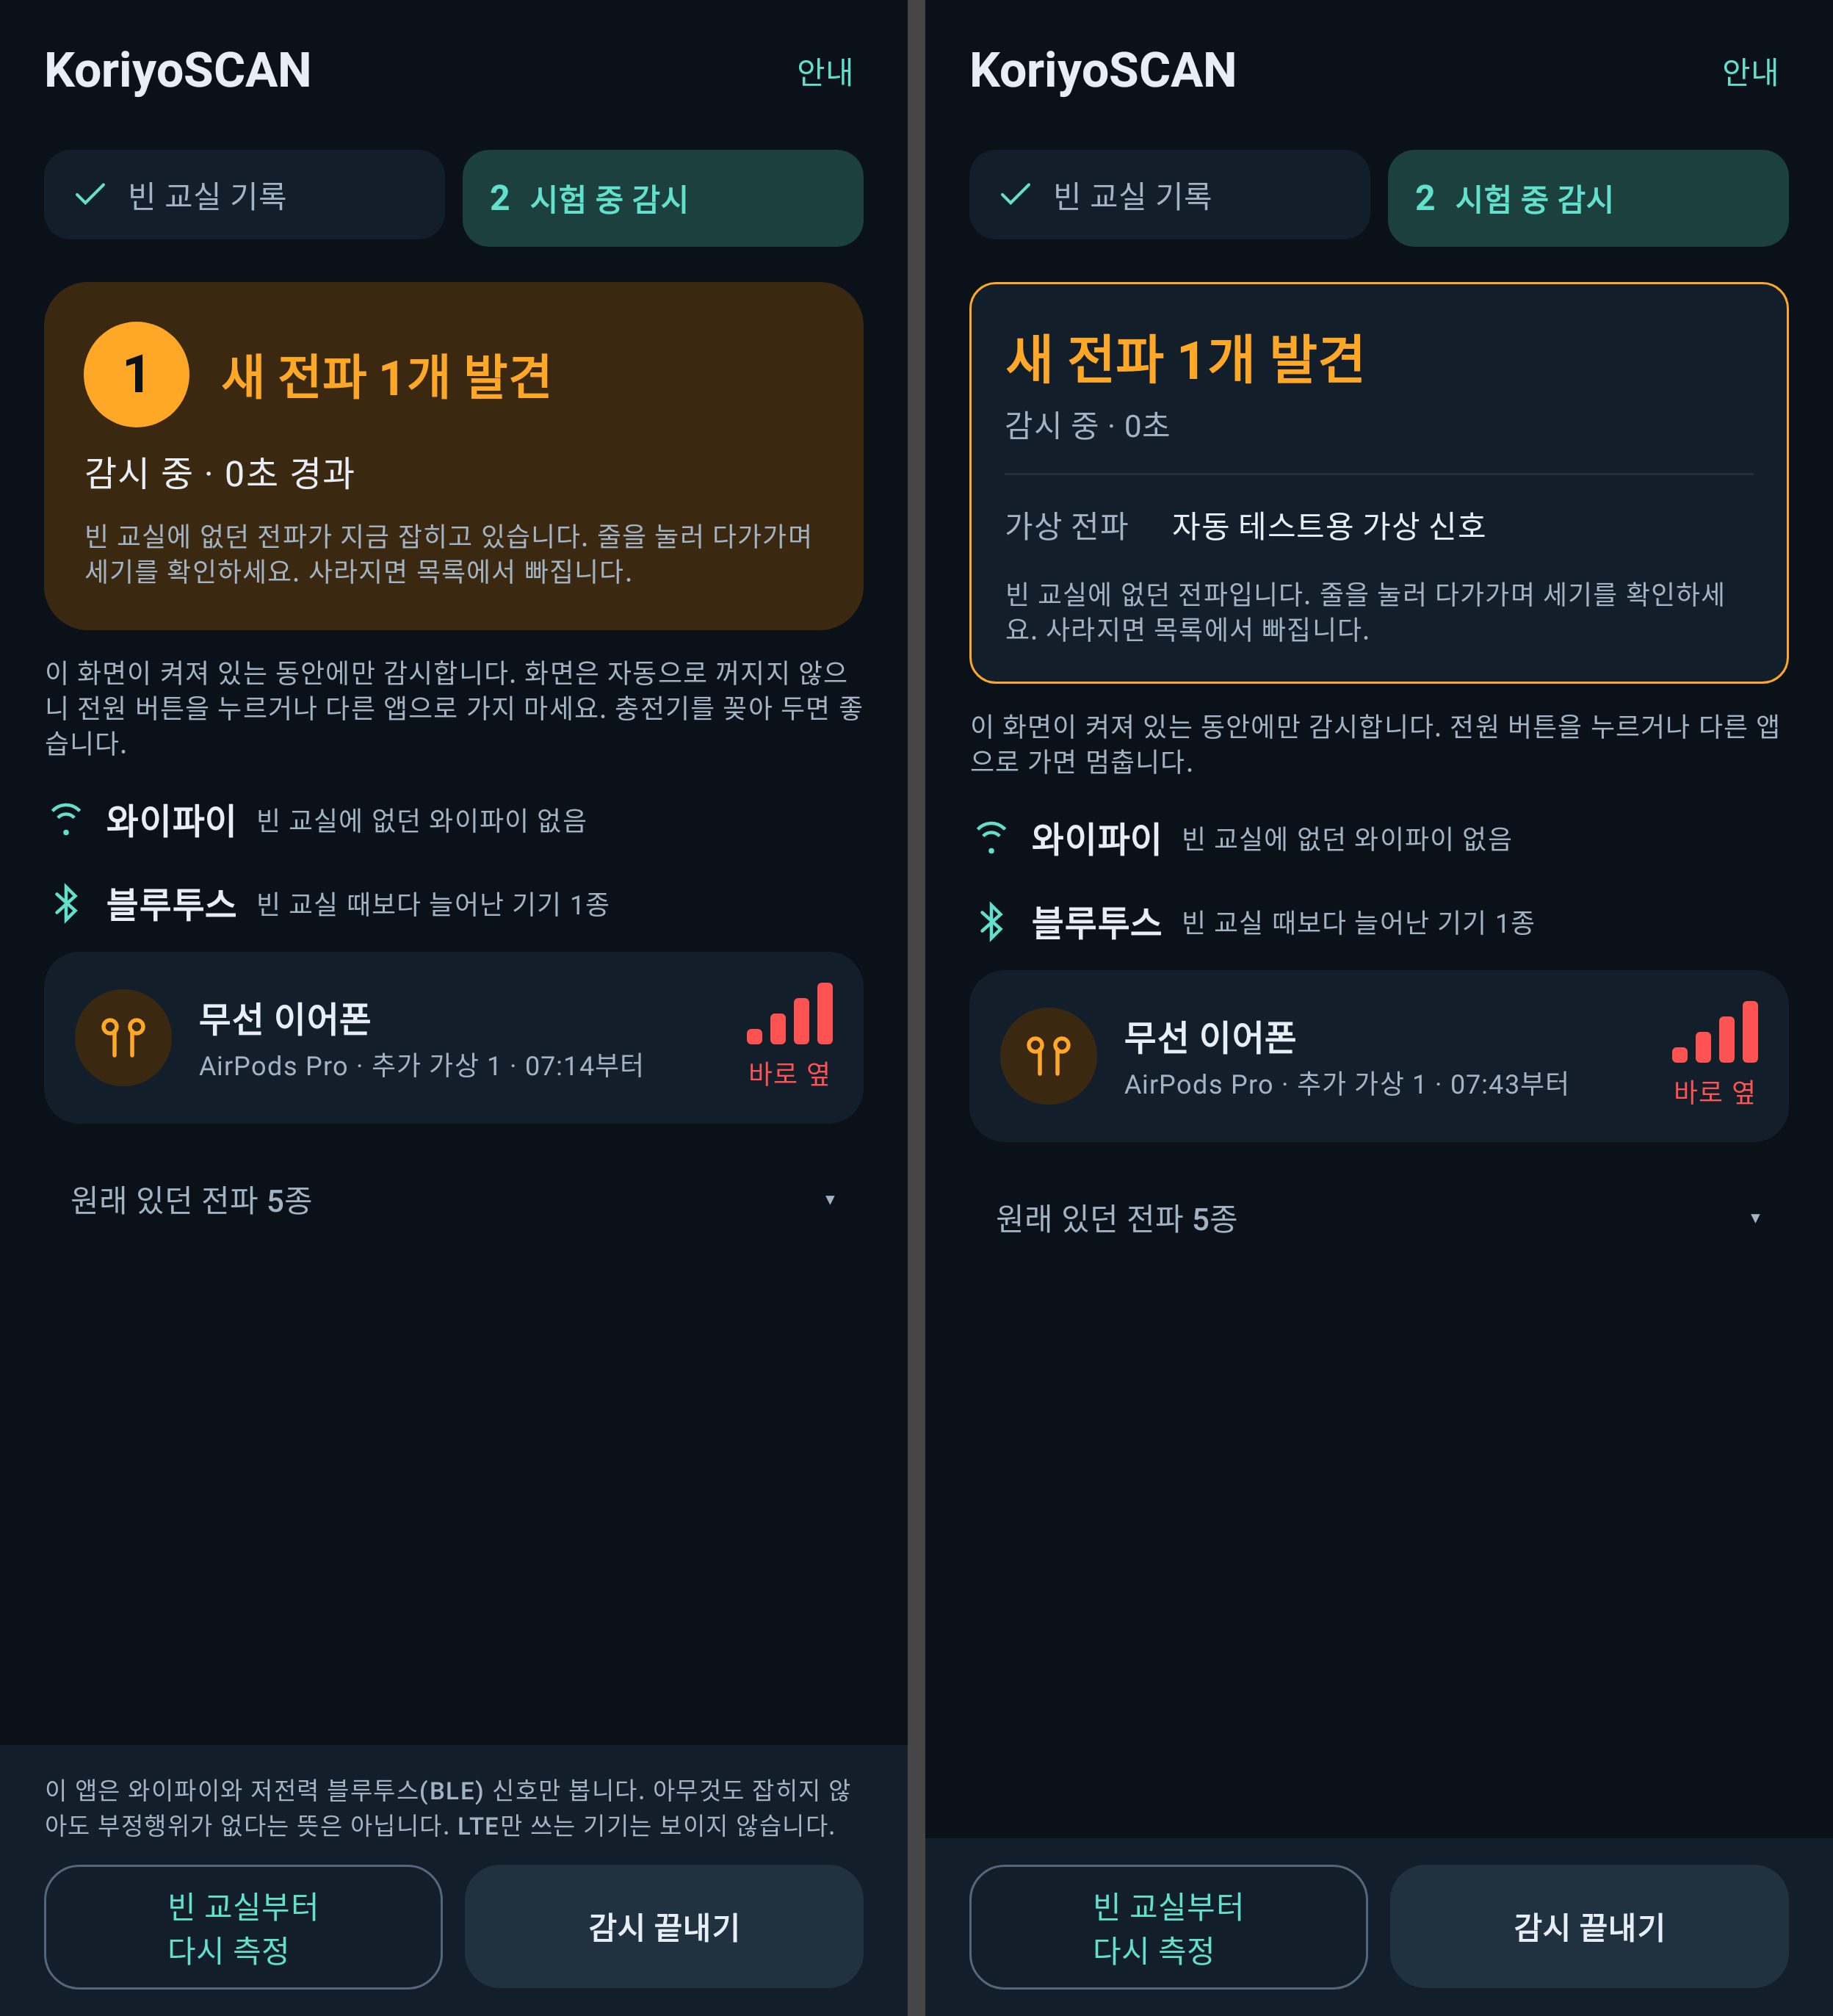 KoriyoSCAN
안내
빈 교실 기록
2 시험 중 감시
1
새 전파 1개 발견
감시 중 · 0초 경과
빈 교실에 없던 전파가 지금 잡히고 있습니다. 줄을 눌러 다가가며
세기를 확인하세요. 사라지면 목록에서 빠집니다.
이 화면이 켜져 있는 동안에만 감시합니다. 화면은 자동으로 꺼지지 않으
니 전원 버튼을 누르거나 다른 앱으로 가지 마세요. 충전기를 꽂아 두면 좋
습니다.
와이파이 빈 교실에 없던 와이파이 없음
블루투스 빈 교실 때보다 늘어난 기기 1종
무선 이어폰
AirPods Pro · 추가 가상 1 · 07:14부터
바로 옆
원래 있던 전파 5종
이 앱은 와이파이와 저전력 블루투스(BLE) 신호만 봅니다. 아무것도 잡히지 않
아도 부정행위가 없다는 뜻은 아닙니다. LTE만 쓰는 기기는 보이지 않습니다.
빈 교실부터
다시 측정
감시 끝내기
KoriyoSCAN
안내
빈 교실 기록
2 시험 중 감시
새 전파 1개 발견
감시 중 · 0초
가상 전파 자동 테스트용 가상 신호
빈 교실에 없던 전파입니다. 줄을 눌러 다가가며 세기를 확인하세
요. 사라지면 목록에서 빠집니다.
이 화면이 켜져 있는 동안에만 감시합니다. 전원 버튼을 누르거나 다른 앱
으로 가면 멈춥니다.
와이파이 빈 교실에 없던 와이파이 없음
블루투스 빈 교실 때보다 늘어난 기기 1종
무선 이어폰
AirPods Pro · 추가 가상 1 · 07:43부터
바로 옆
원래 있던 전파 5종
빈 교실부터
다시 측정
감시 끝내기